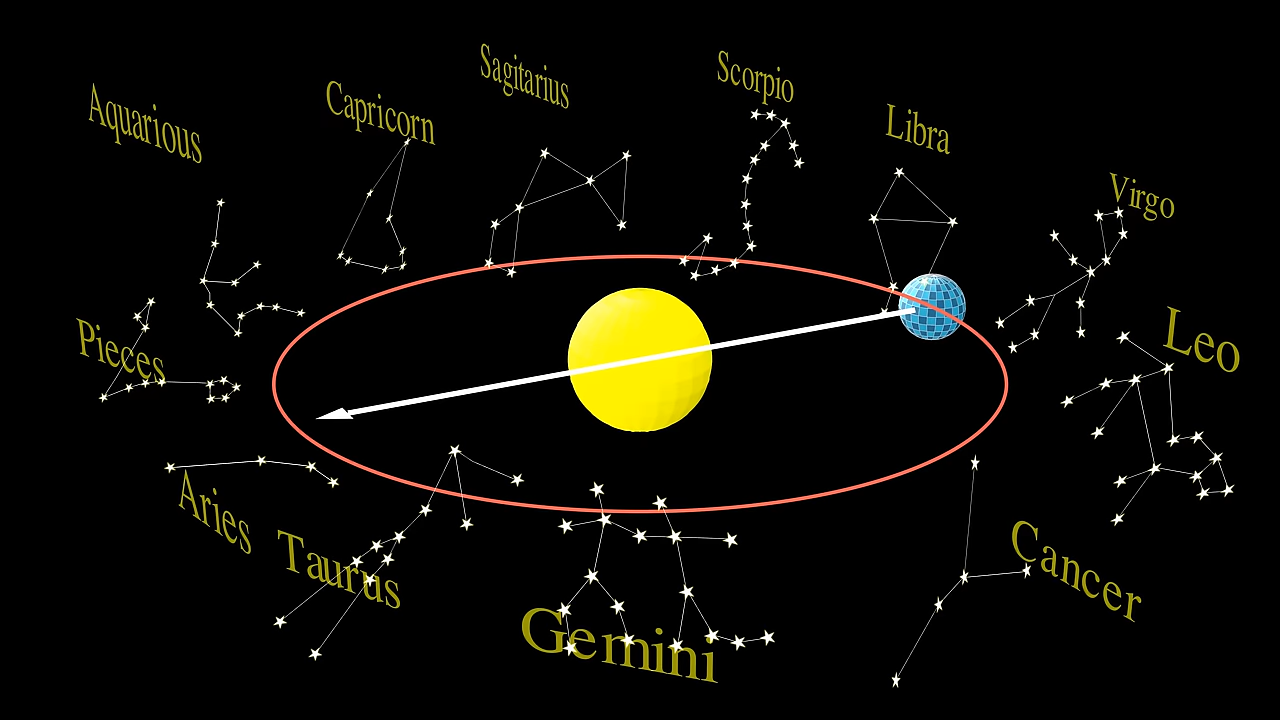 Sagitarius
Scorpio
Capricorn
Aquarious
Libra
Virgo
Pieces
Leo
Aries
Taurus
Cancer
Gemini